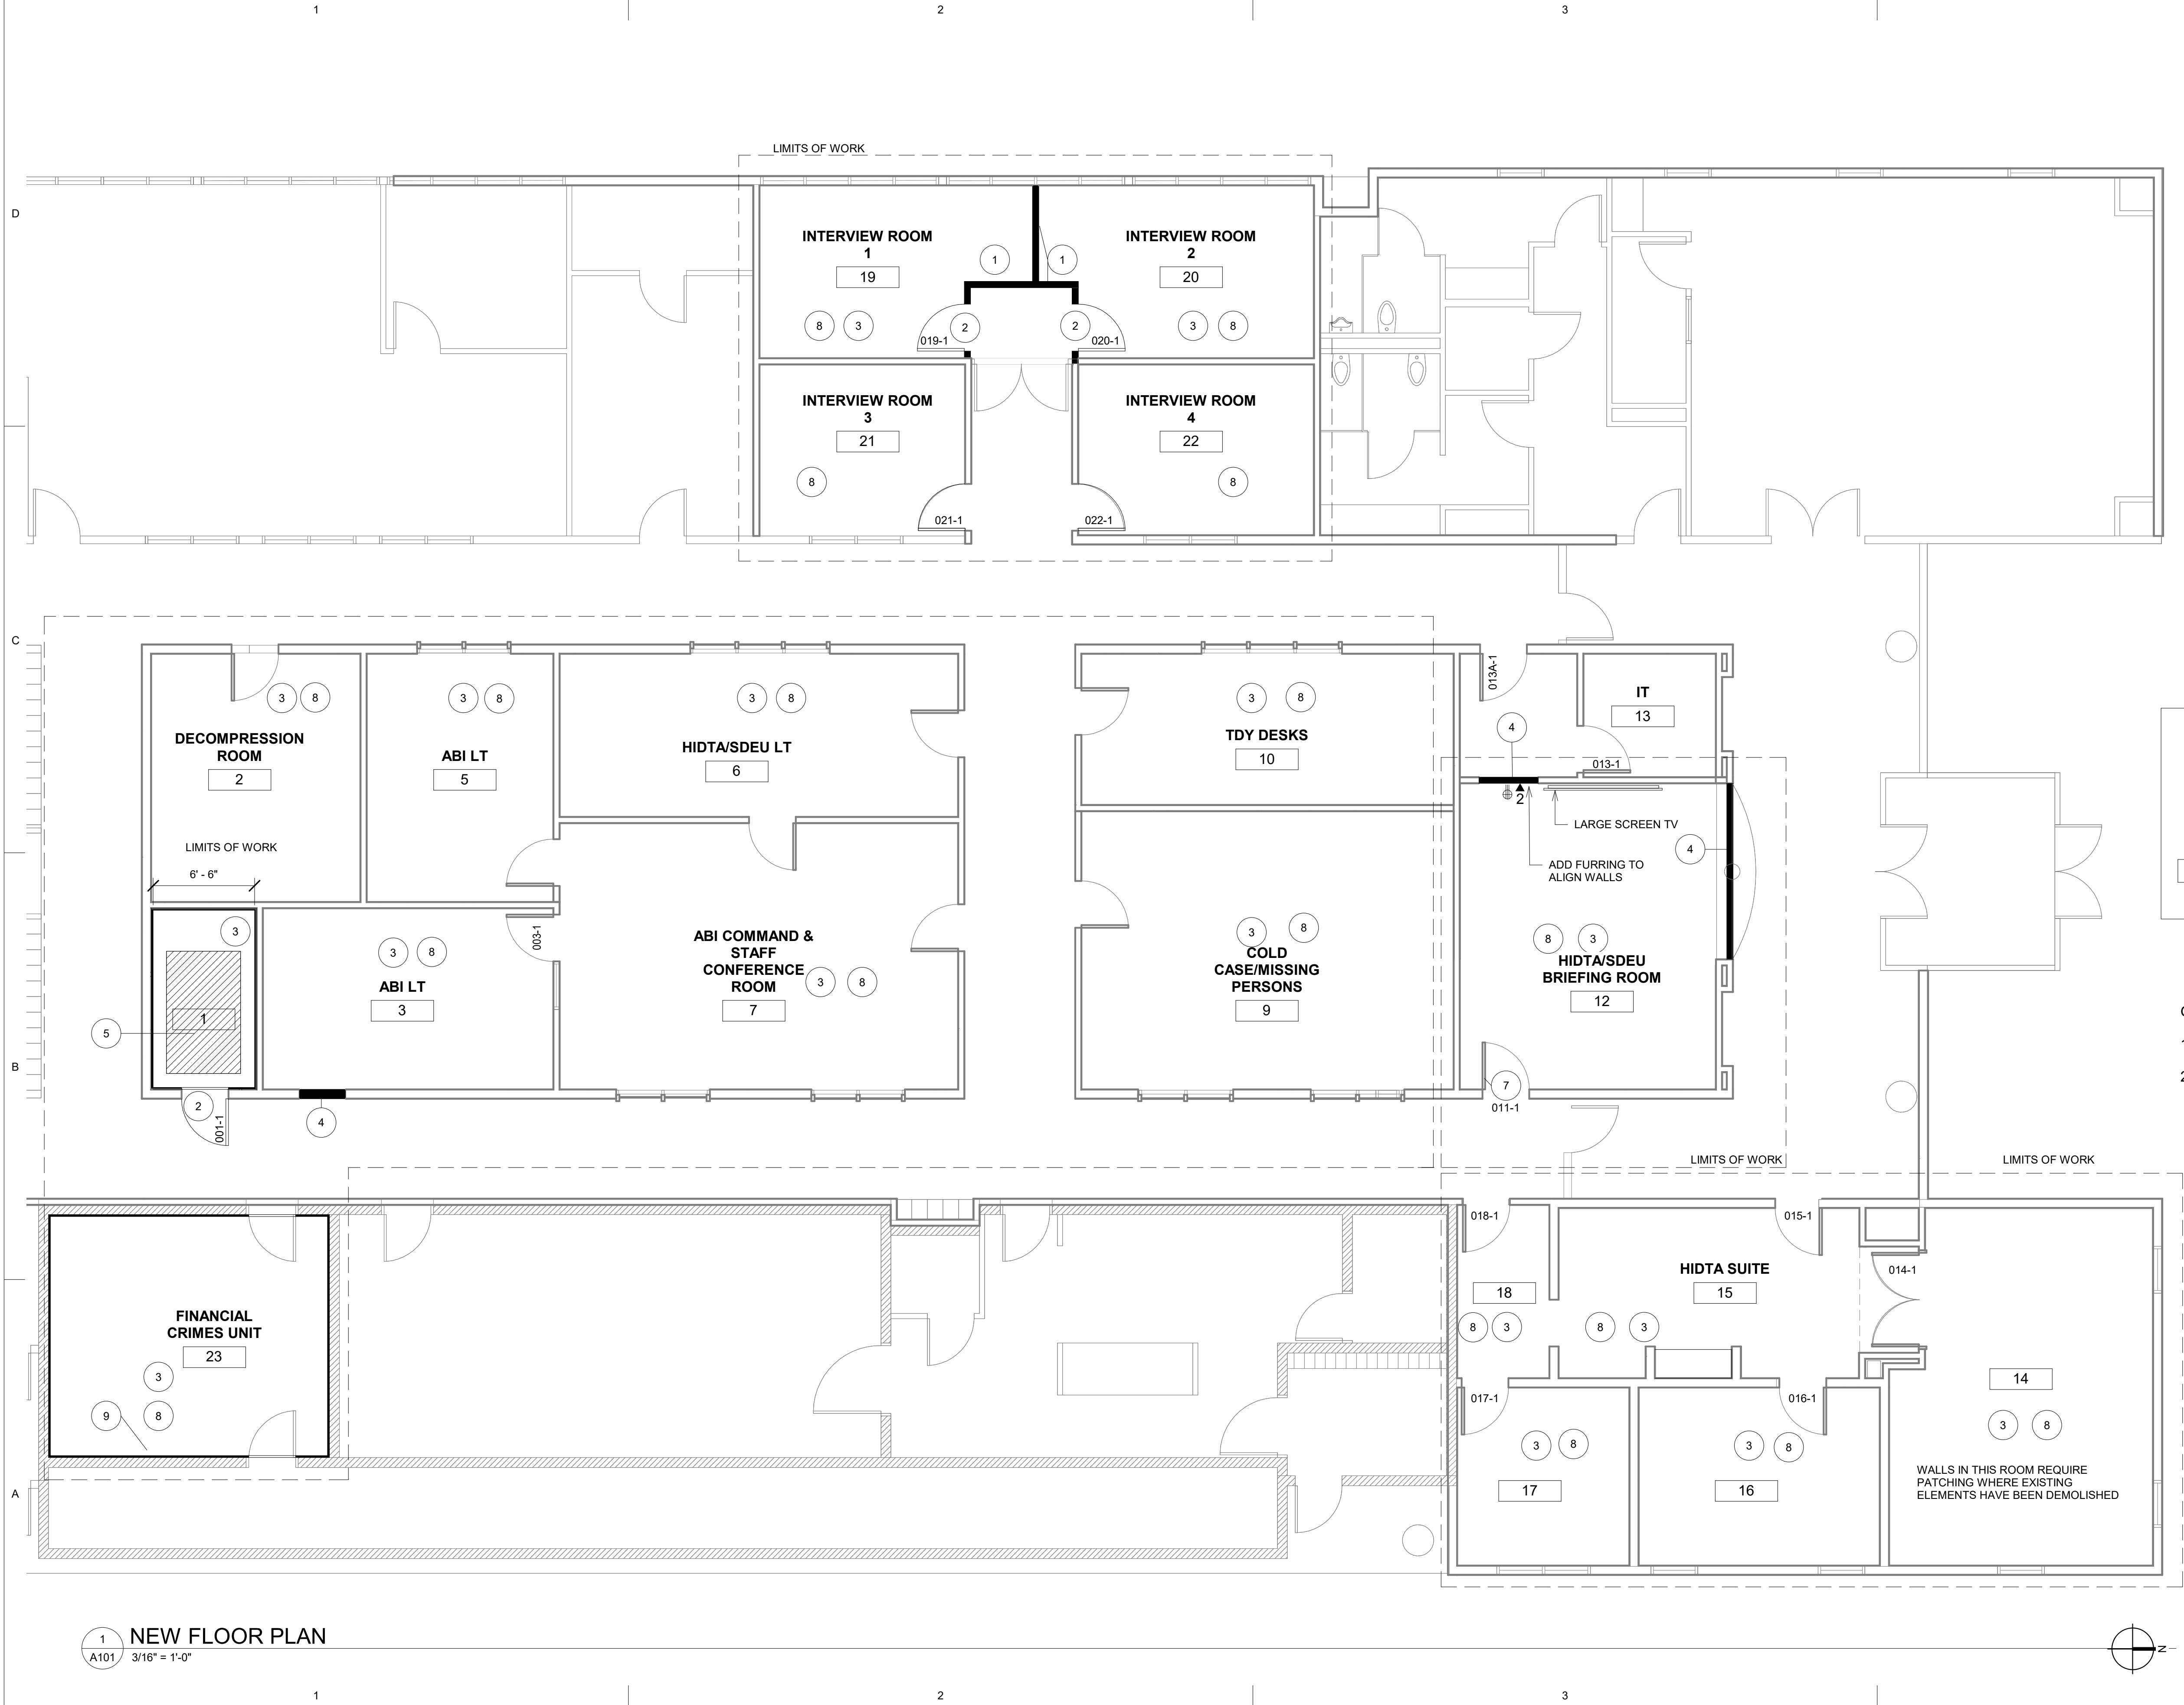 1
2
3
LIMITS OF WORK
D
INTERVIEW ROOM
1
19
1
1
INTERVIEW ROOM
2
20
8
3
2
2
3
8
019-1
020-1
INTERVIEW ROOM
3
21
INTERVIEW ROOM
4
22
8
8
021-1
022-1
C
3
8
DECOMPRESSION
ROOM
2
3
8
ABI LT
5
3
8
HIDTA/SDEU LT
6
3
8
TDY DESKS
10
013A-1
4
IT
13
013-1
2
LARGE SCREEN TV
ADD FURRING TO
ALIGN WALLS
4
LIMITS OF WORK
6' - 6"
3
1
5
3
8
ABI LT
3
003-1
ABI COMMAND &
STAFF
CONFERENCE
ROOM
7
3
8
3
8
COLD
CASE/MISSING
PERSONS
9
8
3
HIDTA/SDEU
BRIEFING ROOM
12
B
2
001-1
4
7
011-1
LIMITS OF WORK
LIMITS OF WORK
018-1
015-1
014-1
18
8
3
HIDTA SUITE
15
8
3
FINANCIAL
CRIMES UNIT
23
3
9
8
017-1
016-1
14
3
8
3
8
3
8
17
16
WALLS IN THIS ROOM REQUIRE
PATCHING WHERE EXISTING
ELEMENTS HAVE BEEN DEMOLISHED
A
1
A101
NEW FLOOR PLAN
3/16" = 1'-0"
N
1
2
3